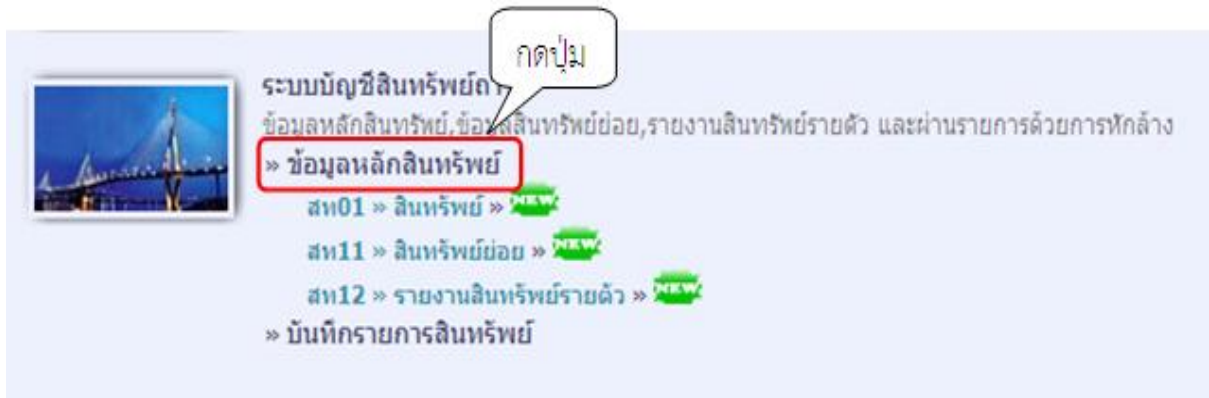 กดปุ่ม
ระบบบัญชีสินทรัพย์
ข้อมูลหลักสินทรัพย์,ข้อมูลสินทรัพย์ย่อย,รายงานสินทรัพย์รายตัว และผ่านรายการด้วยการหักล้าง
» ข้อมูลหลักสินทรัพย์
สท01 » สินทรัพย์ » NEW
สท11 » สินทรัพย์ย่อย » NEW
สท12 » รายงานสินทรัพย์รายตัว » NEW
» บันทึกรายการสินทรัพย์